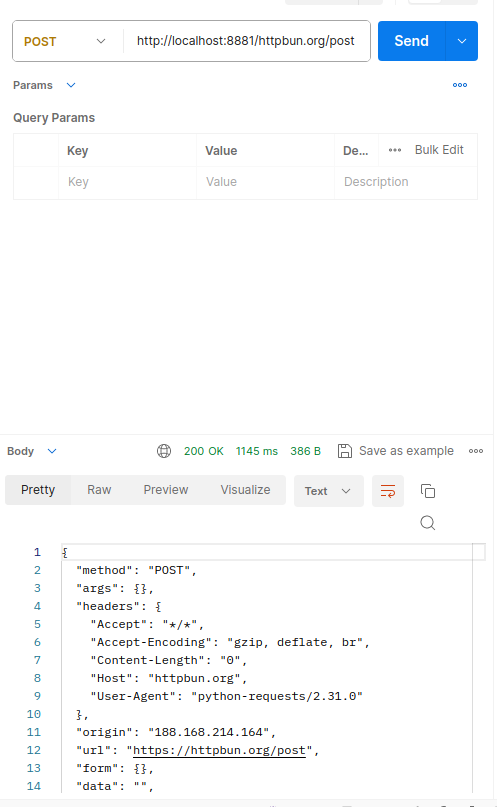 POST http://localhost:8881/httpbun.org/post Send
Params
Query Params
Key Value De... Bulk Edit
Key Value Description
Body 200 OK 1145 ms 386 B Save as example
Pretty Raw Preview Visualize Text
1 {
2 "method": "POST",
3 "args": {},
4 "headers": {
5 "Accept": "*/*",
6 "Accept-Encoding": "gzip, deflate, br",
7 "Content-Length": "0",
8 "Host": "httpbun.org",
9 "User-Agent": "python-requests/2.31.0"
10 },
11 "origin": "188.168.214.164",
12 "url": "https://httpbun.org/post",
13 "form": {},
14 "data": "",